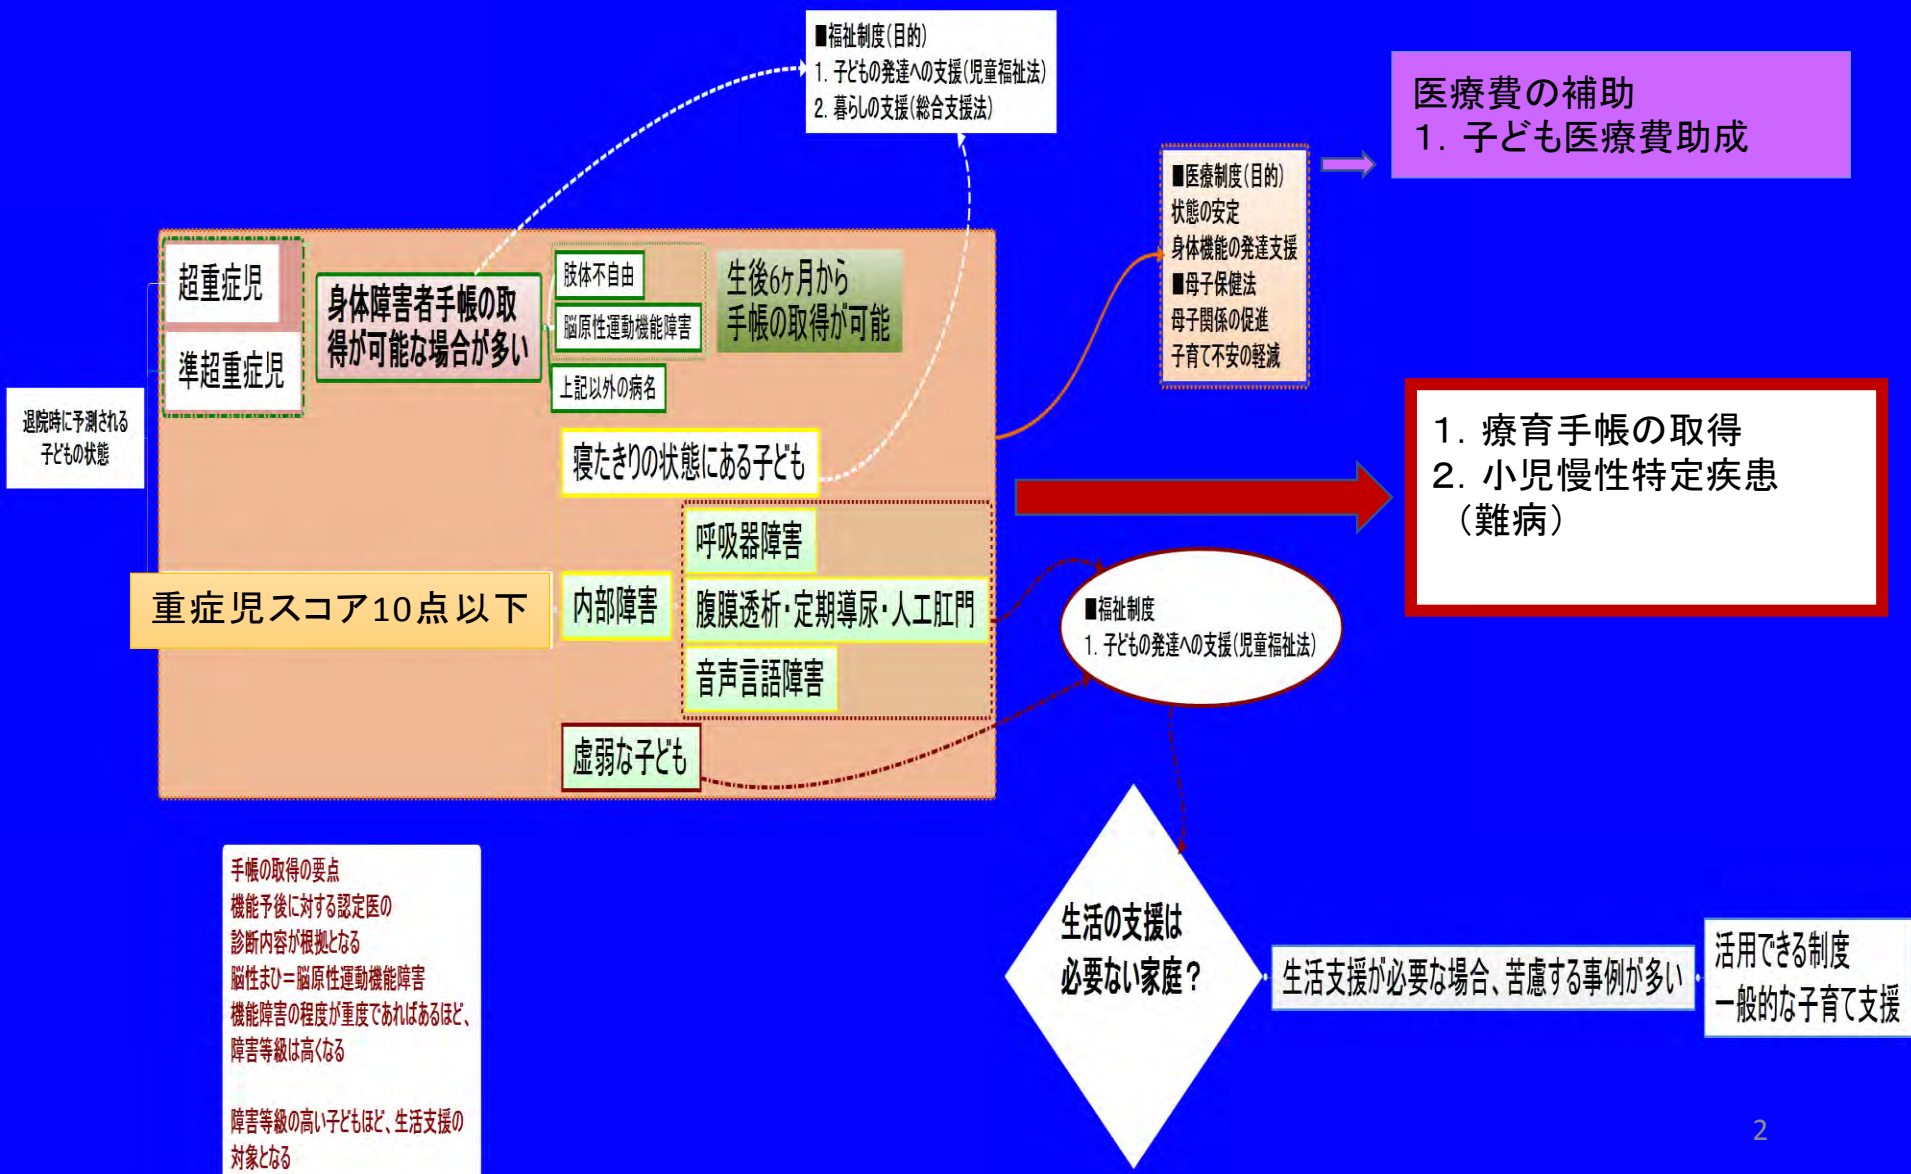 ■福祉制度(目的)
1. 子どもの発達への支援(児童福祉法)
2. 暮らしの支援(総合支援法)
医療費の補助
1. 子ども医療費助成
■医療制度(目的)
状態の安定
身体機能の発達支援
■母子保健法
母子関係の促進
子育て不安の軽減
退院時に予測される
子どもの状態
超重症児
準超重症児
身体障害者手帳の取
得が可能な場合が多い
肢体不自由
脳原性運動機能障害
上記以外の病名
生後6ヶ月から
手帳の取得が可能
寝たきりの状態にある子ども
重症児スコア10点以下
内部障害
呼吸器障害
腹膜透析・定期導尿・人工肛門
音声言語障害
虚弱な子ども
1. 療育手帳の取得
2. 小児慢性特定疾患
(難病)
■福祉制度
1. 子どもの発達への支援(児童福祉法)
手帳の取得の要点
機能予後に対する認定医の
診断内容が根拠となる
脳性まひ=脳原性運動機能障害
機能障害の程度が重度であればあるほど、
障害等級は高くなる
障害等級の高い子どもほど、生活支援の
対象となる
生活の支援は
必要ない家庭?
生活支援が必要な場合、苦慮する事例が多い
活用できる制度
一般的な子育て支援
2